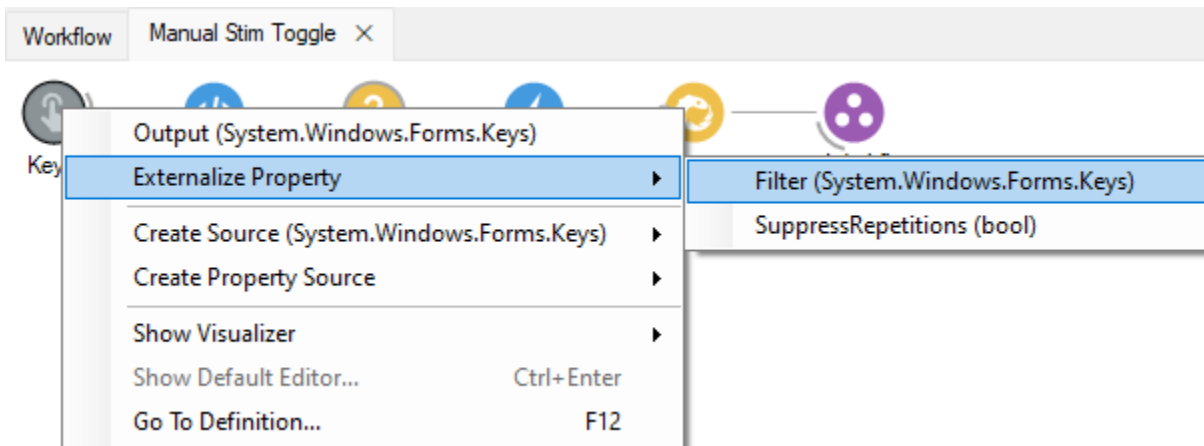 Workflow
Manual Stim Toggle
Key
Output (System.Windows.Forms.Keys)
Externalize Property
Filter (System.Windows.Forms.Keys)
SuppressRepetitions (bool)
Create Source (System.Windows.Forms.Keys)
Create Property Source
Show Visualizer
Show Default Editor... Ctrl+Enter
Go To Definition... F12